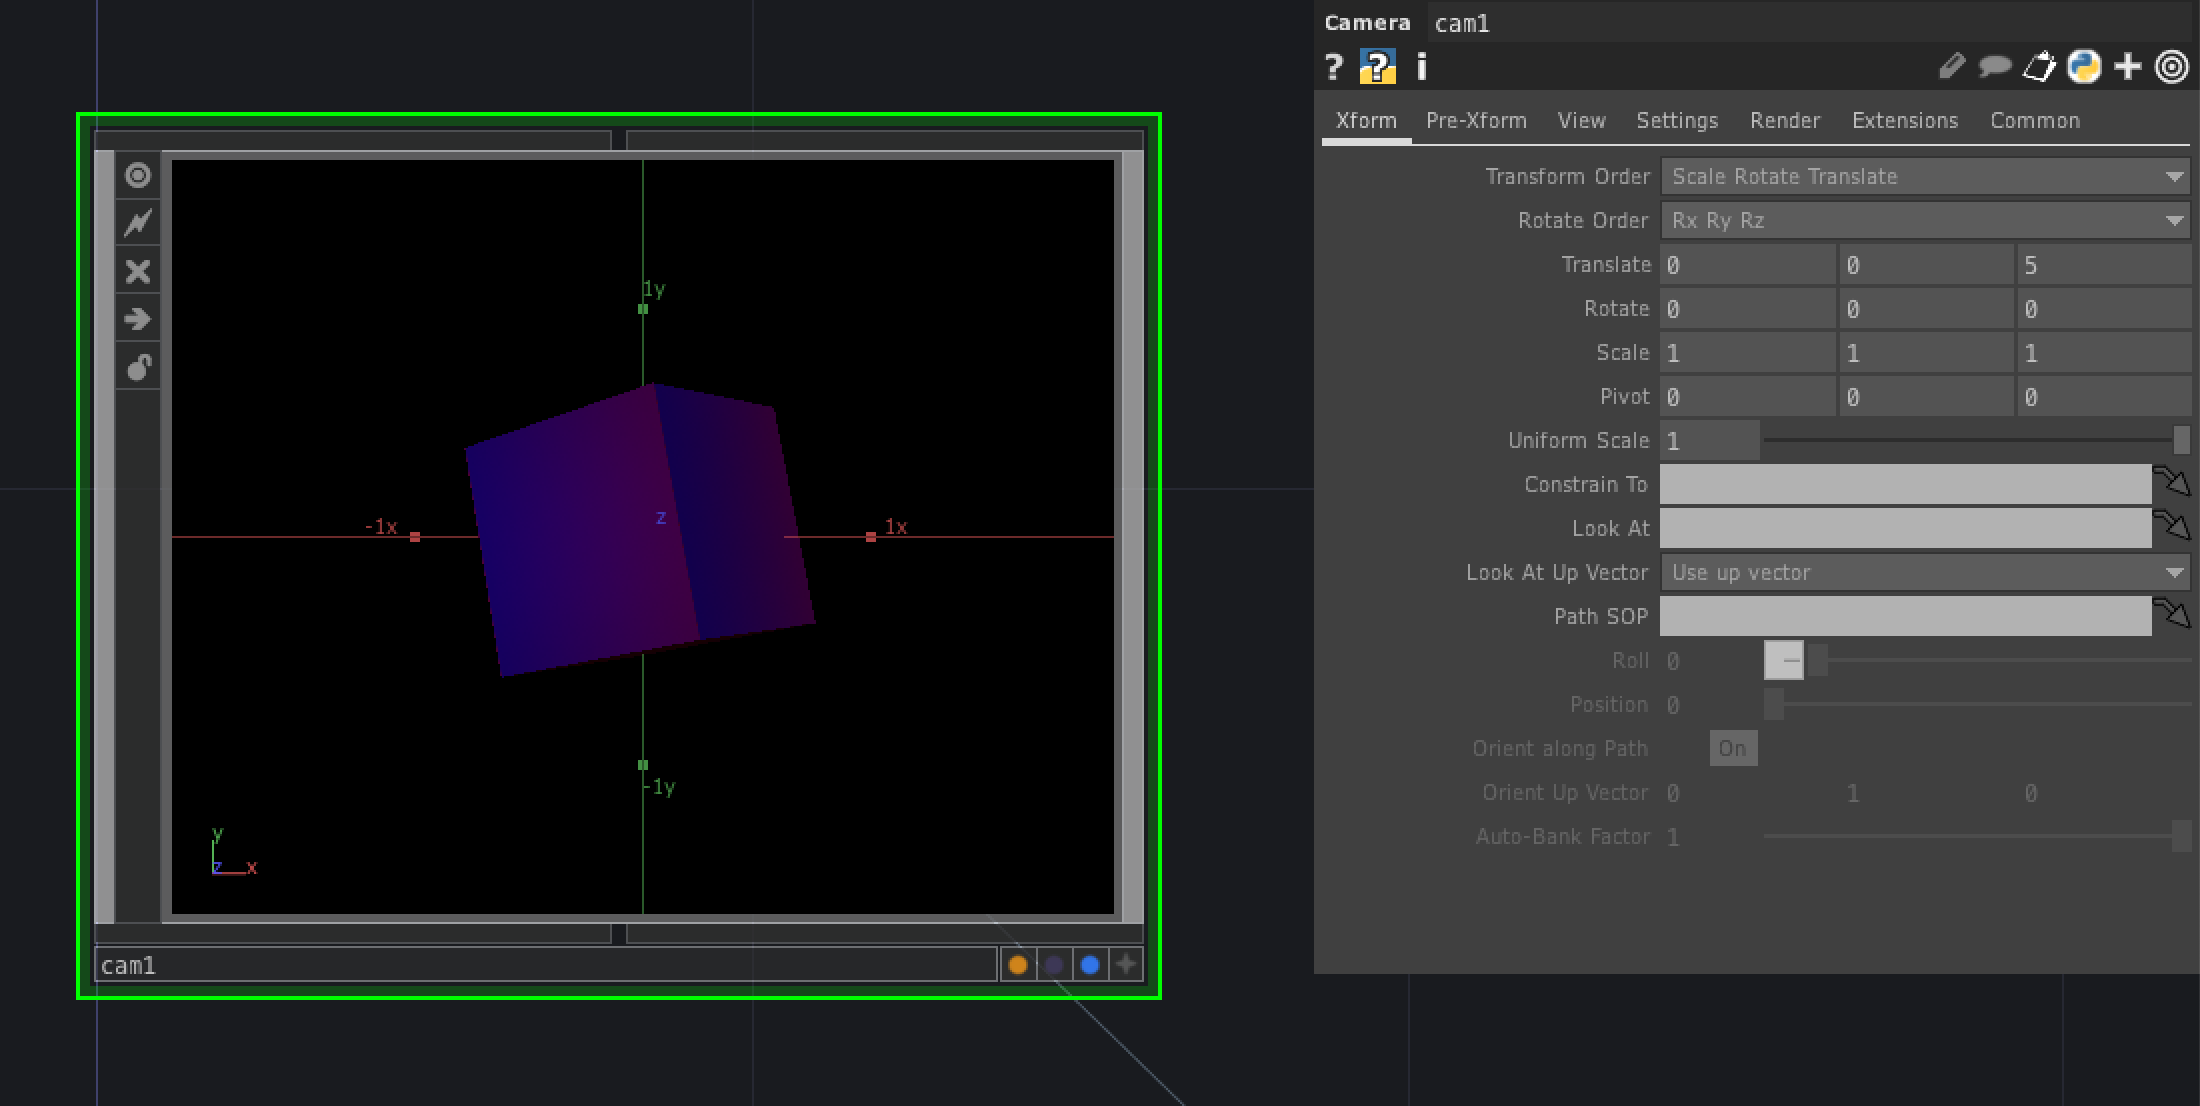 Camera cam1
? ? i
Xform Pre-Xform View Settings Render Extensions Common
Transform Order Scale Rotate Translate
Rotate Order Rx Ry Rz
Translate 0 0 5
Rotate 0 0 0
Scale 1 1 1
Pivot 0 0 0
Uniform Scale 1
Constrain To
Look At
Look At Up Vector Use up vector
Path SOP
Roll 0
Position 0
Orient along Path On
Orient Up Vector 0 1 0
Auto-Bank Factor 1
1y
z
-1x 1x
-1y
y
z x
cam1